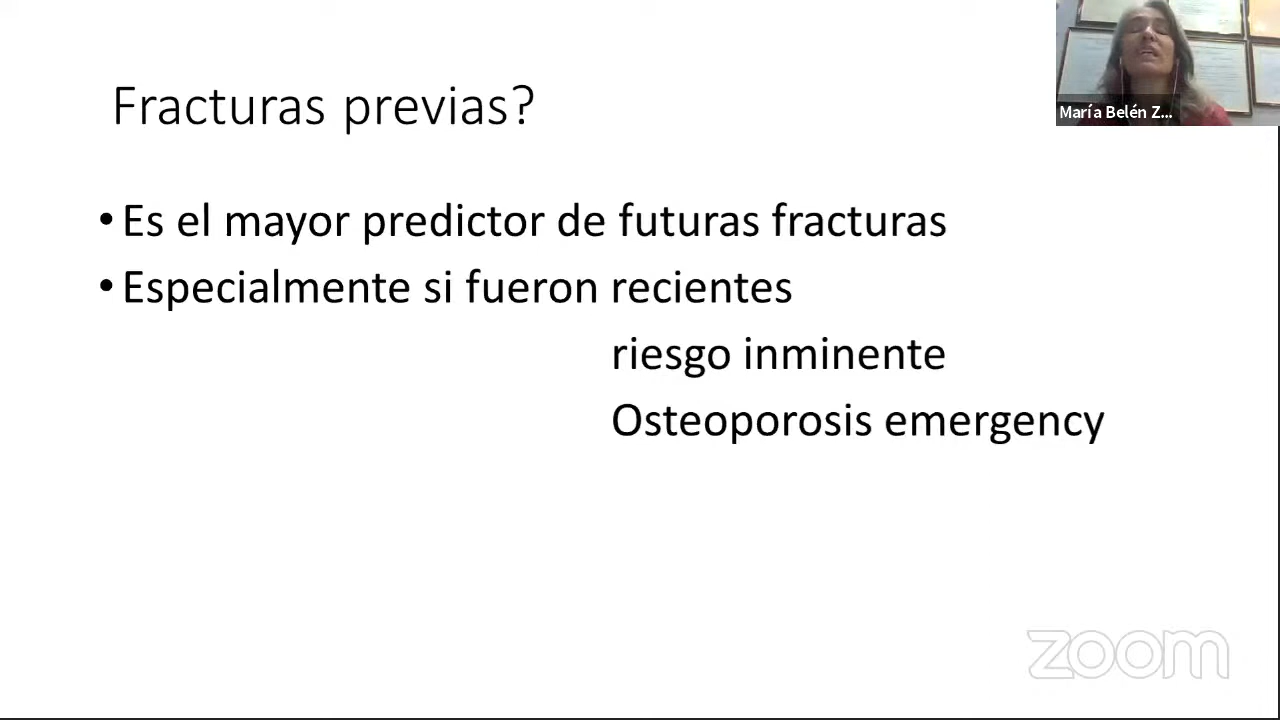 Fracturas previas?
María Belén Z...
•Es el mayor predictor de futuras fracturas
•Especialmente si fueron recientes
riesgo inminente
Osteoporosis emergency
zoom